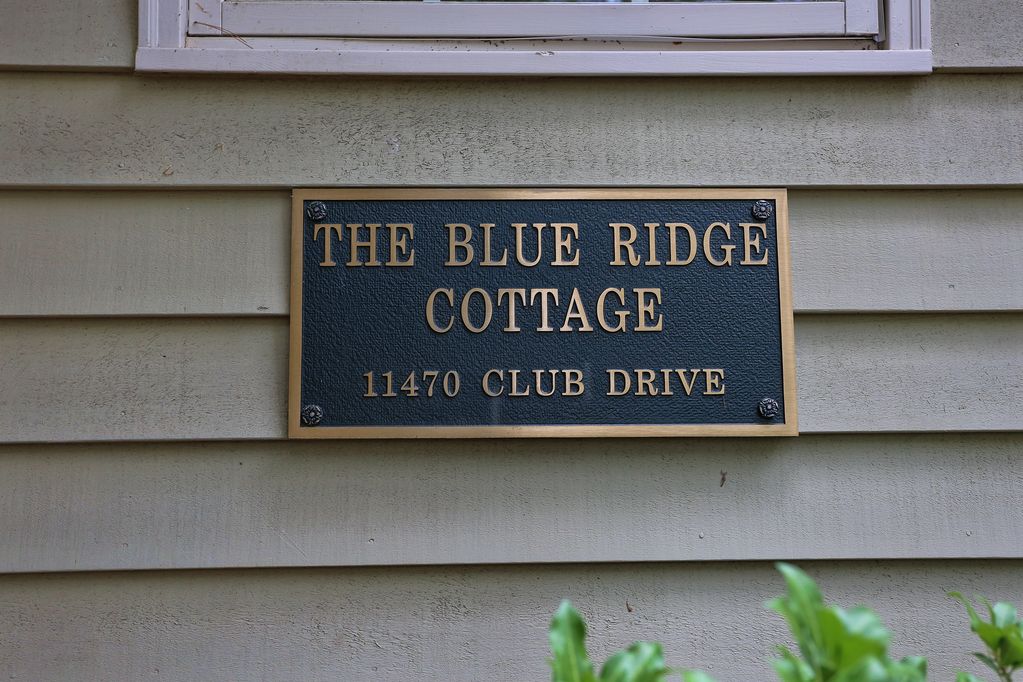 THE BLUE RIDGE
COTTAGE
11470 CLUB DRIVE